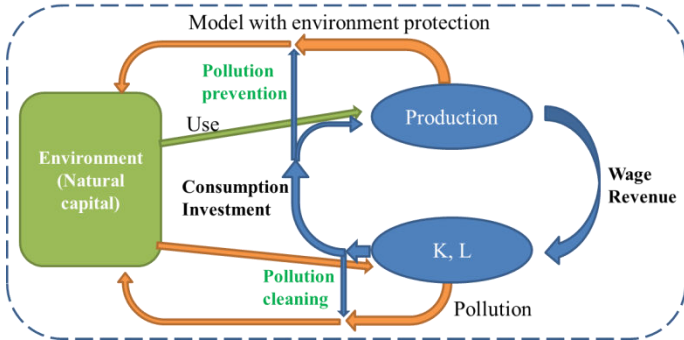 Model with environment protection
Pollution
prevention
Production
Use
Environment
(Natural
capital)
Consumption
Investment
Wage
Revenue
K, L
Pollution
cleaning
Pollution